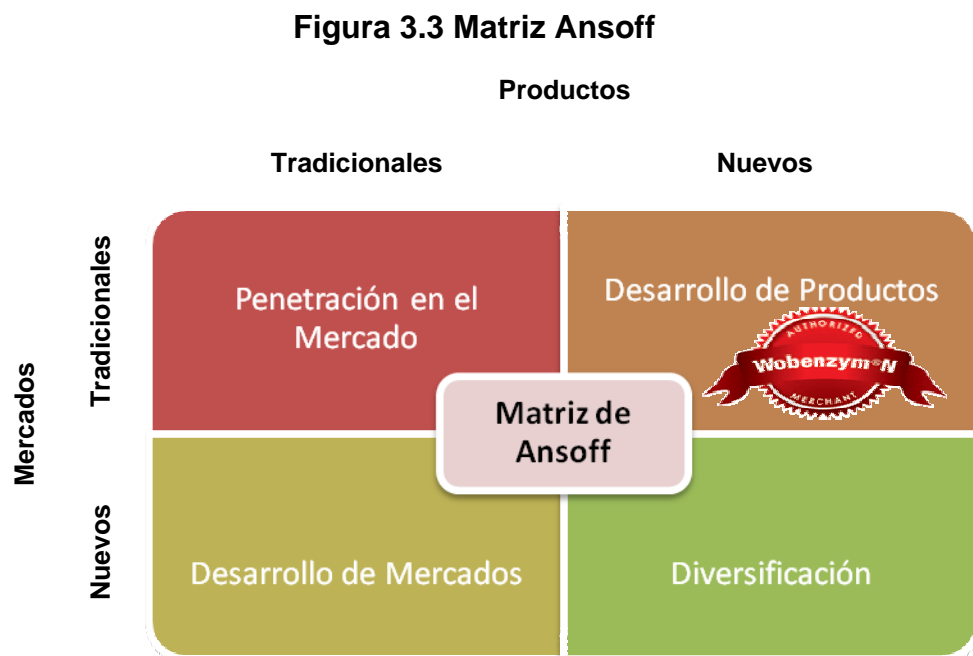 Figura 3.3 Matriz Ansoff
Productos
Tradicionales
Nuevos
Mercados
Tradicionales
Nuevos
Penetración en el
Mercado
Desarrollo de Productos
AUTHORIZED
Wobenzym®N
MERCHANT
Matriz de
Ansoff
Desarrollo de Mercados
Diversificación